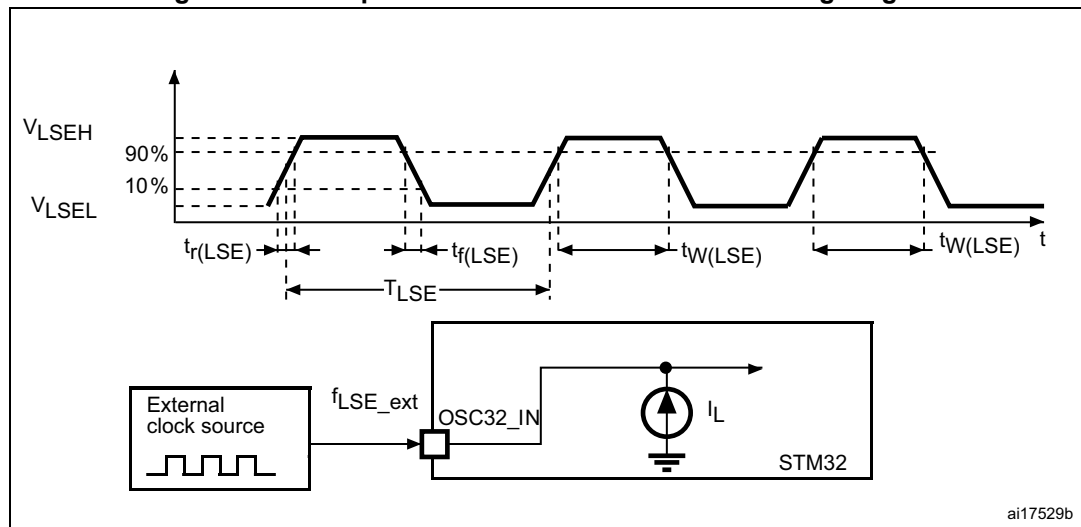 VLSEH
90%
10%
VLSEL
tr(LSE)
tf(LSE)
tW(LSE)
tW(LSE)
t
TLSE
External
clock source
fLSE_ext
OSC32_IN
IL
STM32
ai17529b